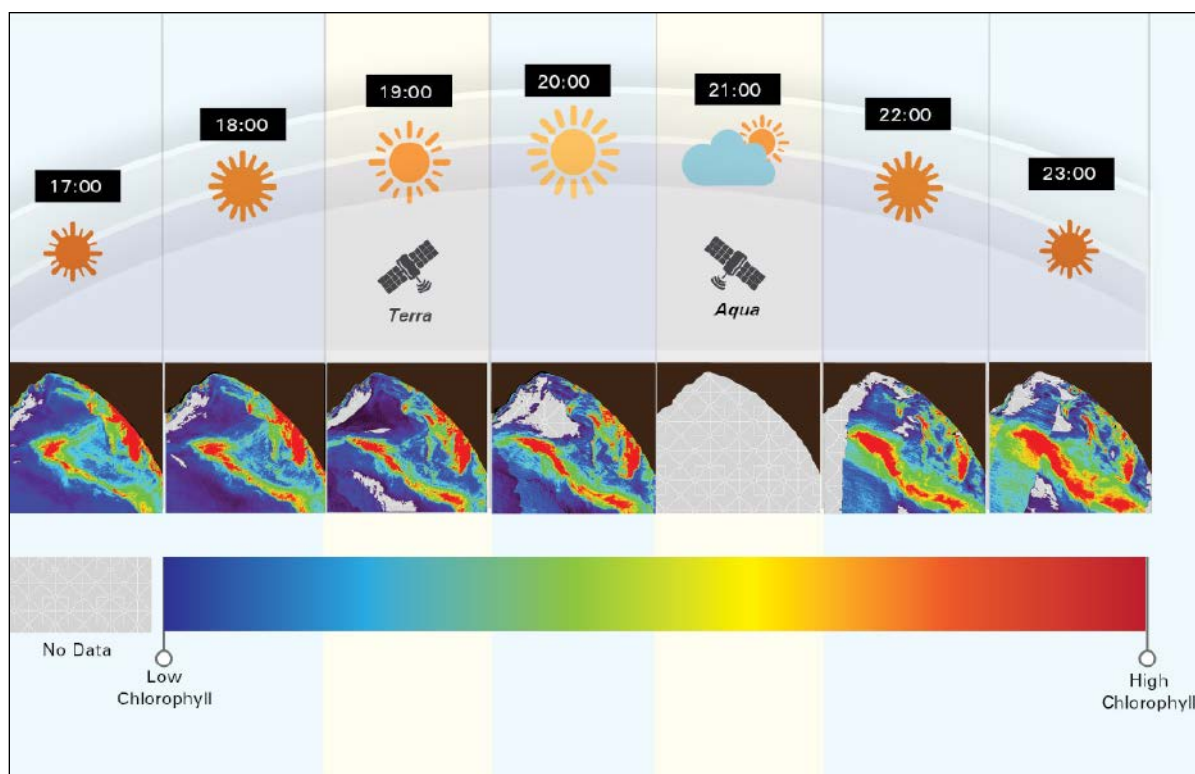 17:00
18:00
19:00
20:00
21:00
22:00
23:00
Terra
Aqua
No Data
Low
Chlorophyll
High
Chlorophyll